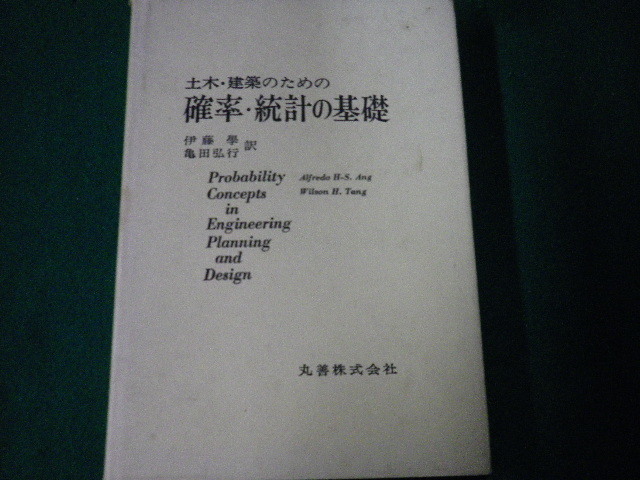 土木・建築のための
確率・統計の基礎
伊藤 學
亀田弘行 訳
Probability
Concepts
in
Engineering
Planning
and
Design
Alfredo H-S. Ang
Wilson H. Tang
丸善株式会社